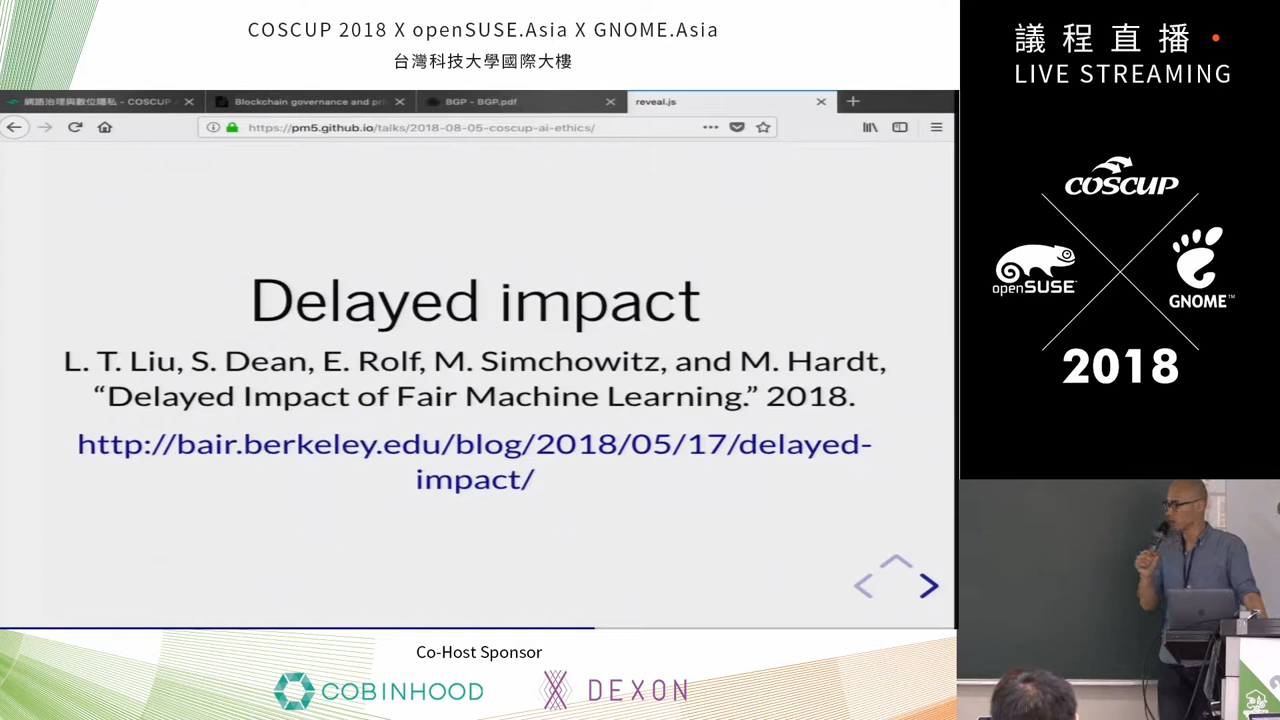 COSCUP 2018 X openSUSE.Asia X GNOME.Asia
台灣科技大學國際大樓
議程直播
LIVE STREAMING
網路治理與數位隱私 - COSCUP
Blockchain governance and pri
BGP - BGP.pdf
reveal.js
https://pm5.github.io/talks/2018-08-05-coscup-ai-ethics/
Delayed impact
L. T. Liu, S. Dean, E. Rolf, M. Simchowitz, and M. Hardt,
“Delayed Impact of Fair Machine Learning.” 2018.
http://bair.berkeley.edu/blog/2018/05/17/delayed-
impact/
COSCUP
openSUSE
GNOME™
2018
Co-Host Sponsor
COBINHOOD
DEXON